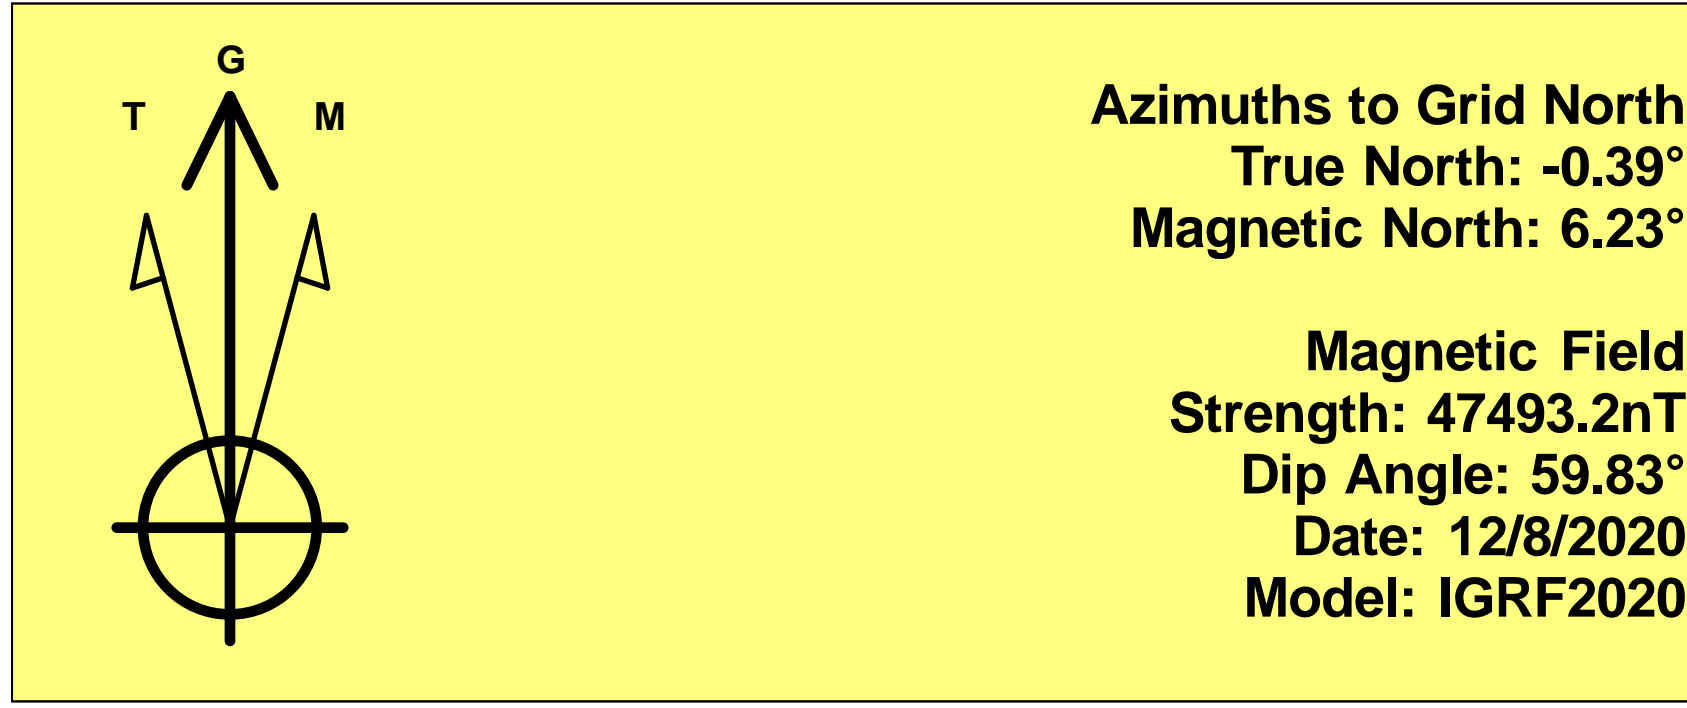 G
T
M
Azimuths to Grid North
True North: -0.39°
Magnetic North: 6.23°
Magnetic Field
Strength: 47493.2nT
Dip Angle: 59.83°
Date: 12/8/2020
Model: IGRF2020